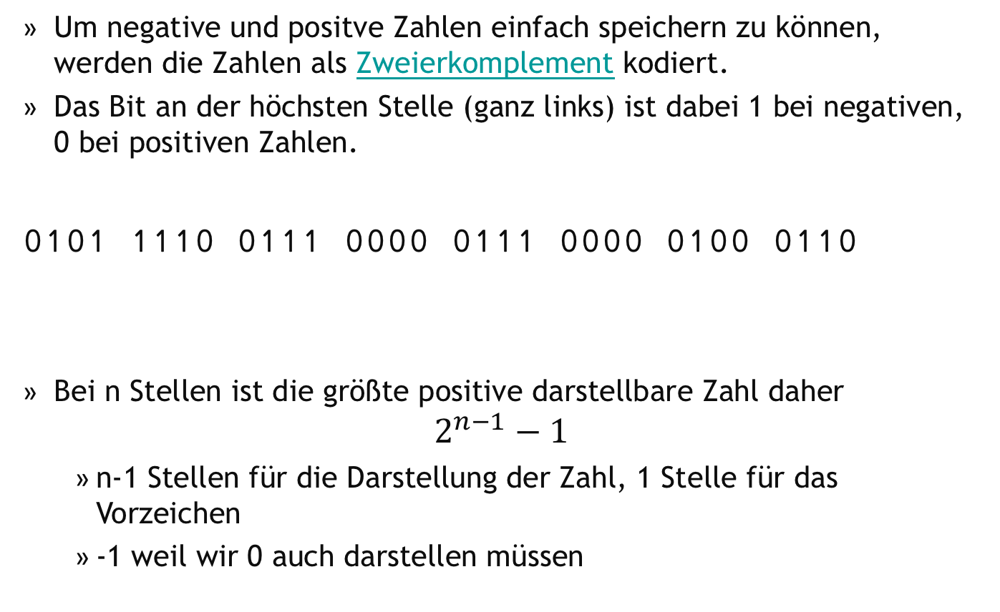 » Um negative und positve Zahlen einfach speichern zu können,
werden die Zahlen als Zweierkomplement kodiert.
» Das Bit an der höchsten Stelle (ganz links) ist dabei 1 bei negativen,
0 bei positiven Zahlen.
0101 1110 0111 0000 0111 0000 0100 0110
» Bei n Stellen ist die größte positive darstellbare Zahl daher
2^{n−1} − 1
» n-1 Stellen für die Darstellung der Zahl, 1 Stelle für das
Vorzeichen
» -1 weil wir 0 auch darstellen müssen